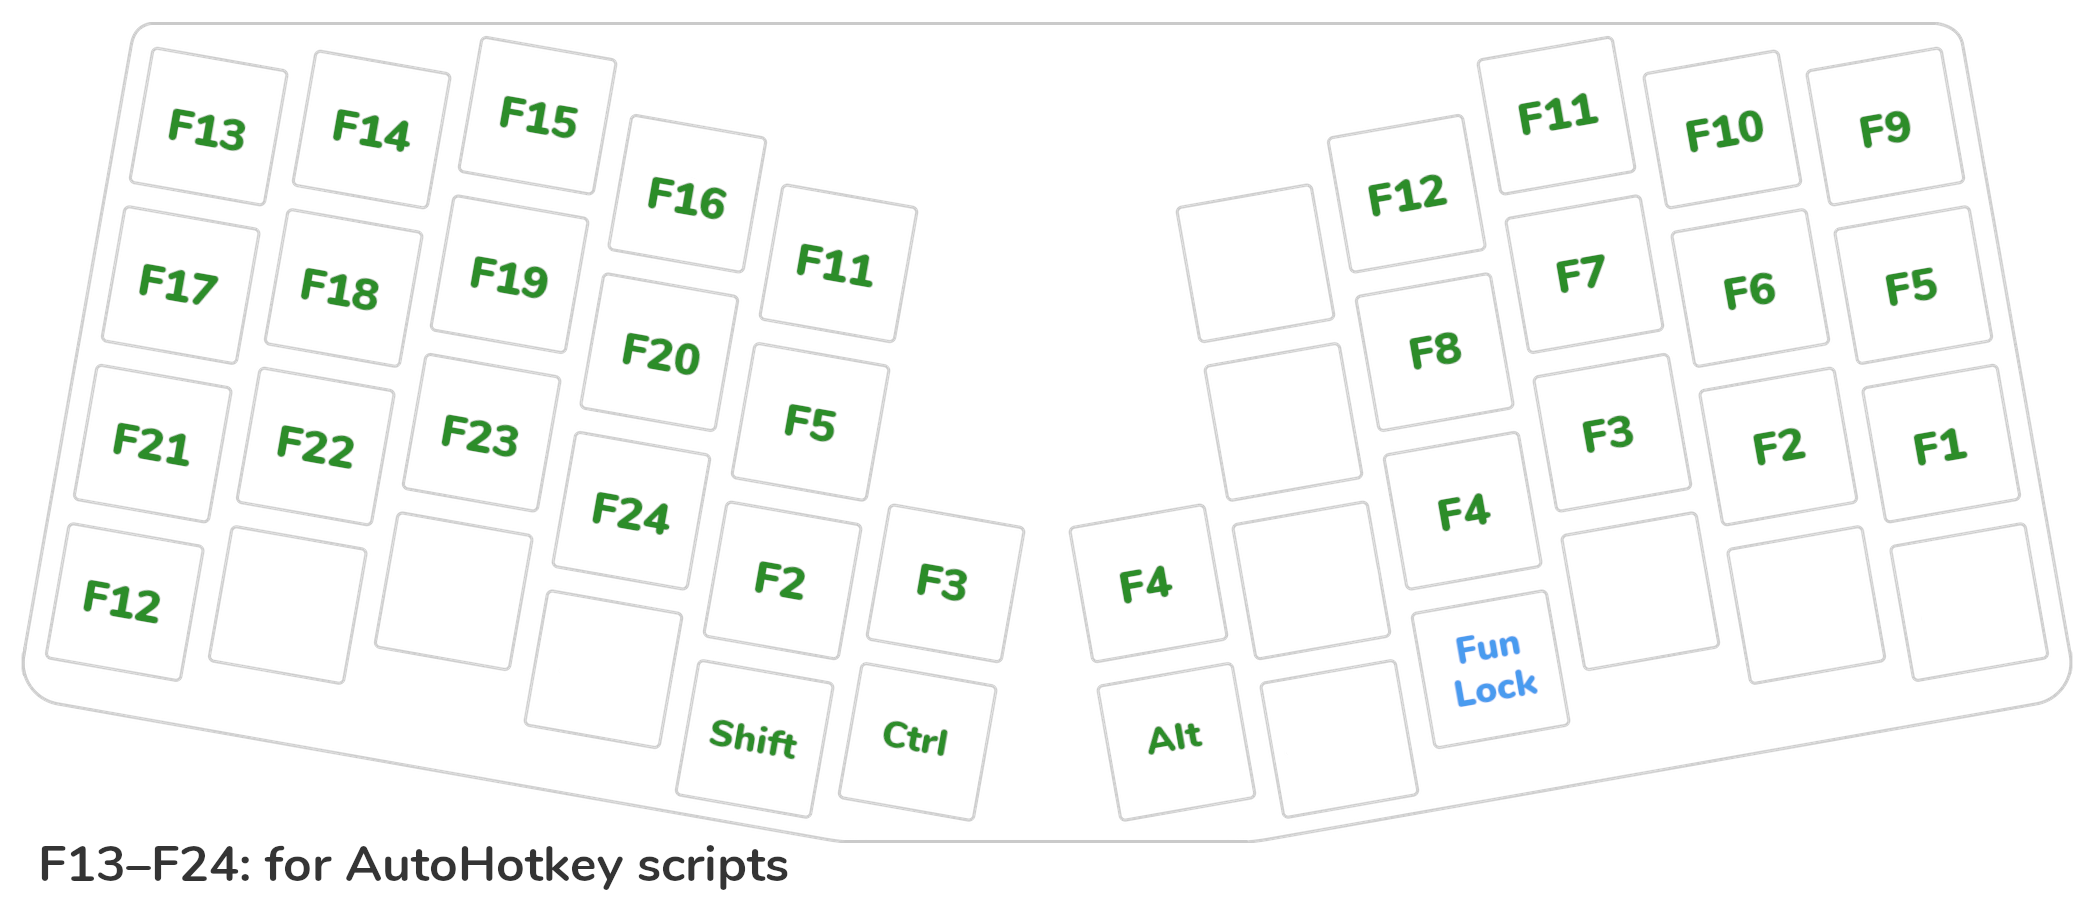 F13 F14 F15 F16 F11 F12 F11 F10 F9
F17 F18 F19 F20 F5 F8 F7 F6 F5
F21 F22 F23 F24 F2 F3 F4 F4 F3 F2 F1
F12 Shift Ctrl Alt Fun
Lock
F13–F24: for AutoHotkey scripts